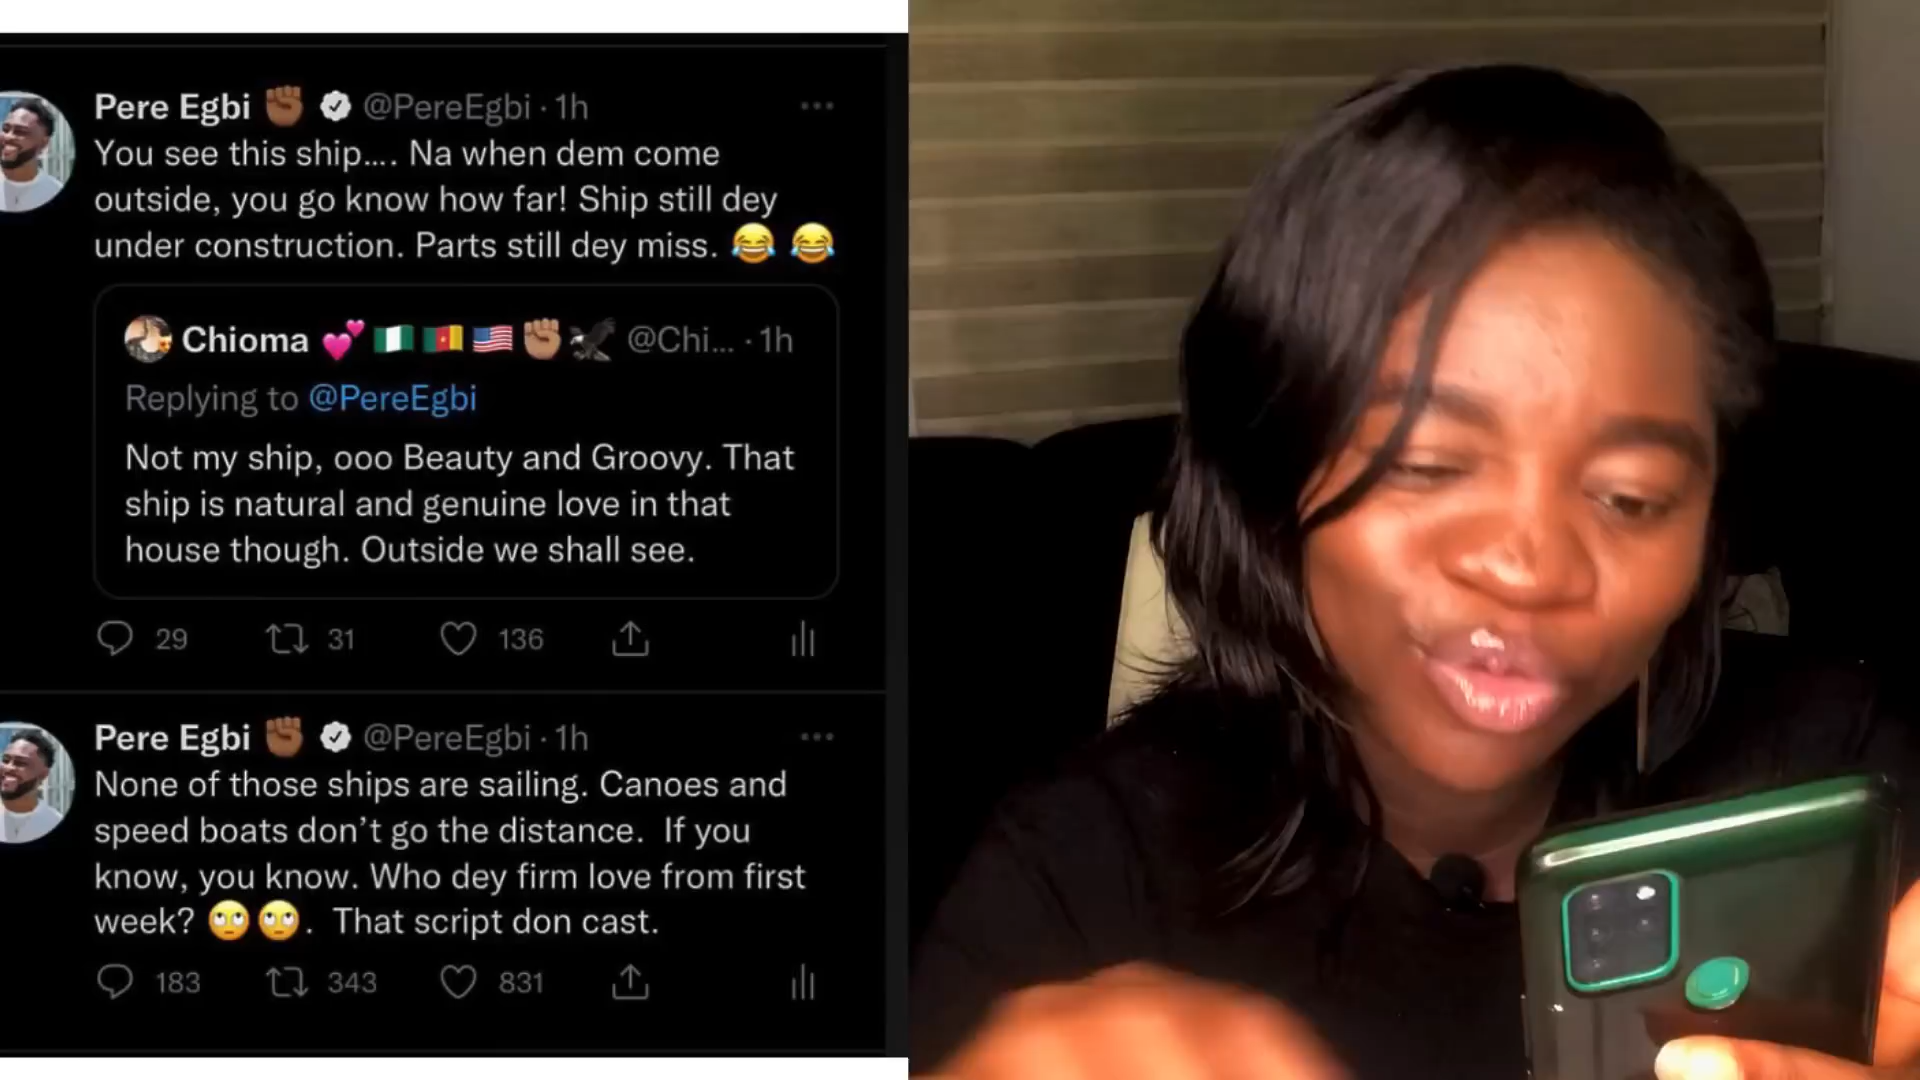 Pere Egbi ✊🏾 @PereEgbi · 1h
You see this ship.... Na when dem come
outside, you go know how far! Ship still dey
under construction. Parts still dey miss. 😂 😂
Chioma 💕🇳🇬🇨🇲🇺🇸✊🏽🦅 @Chi... · 1h
Replying to @PereEgbi
Not my ship, ooo Beauty and Groovy. That
ship is natural and genuine love in that
house though. Outside we shall see.
29 31 136
Pere Egbi ✊🏾 @PereEgbi · 1h
None of those ships are sailing. Canoes and
speed boats don't go the distance.  If you
know, you know. Who dey firm love from first
week? 🙄🙄.  That script don cast.
183 343 831